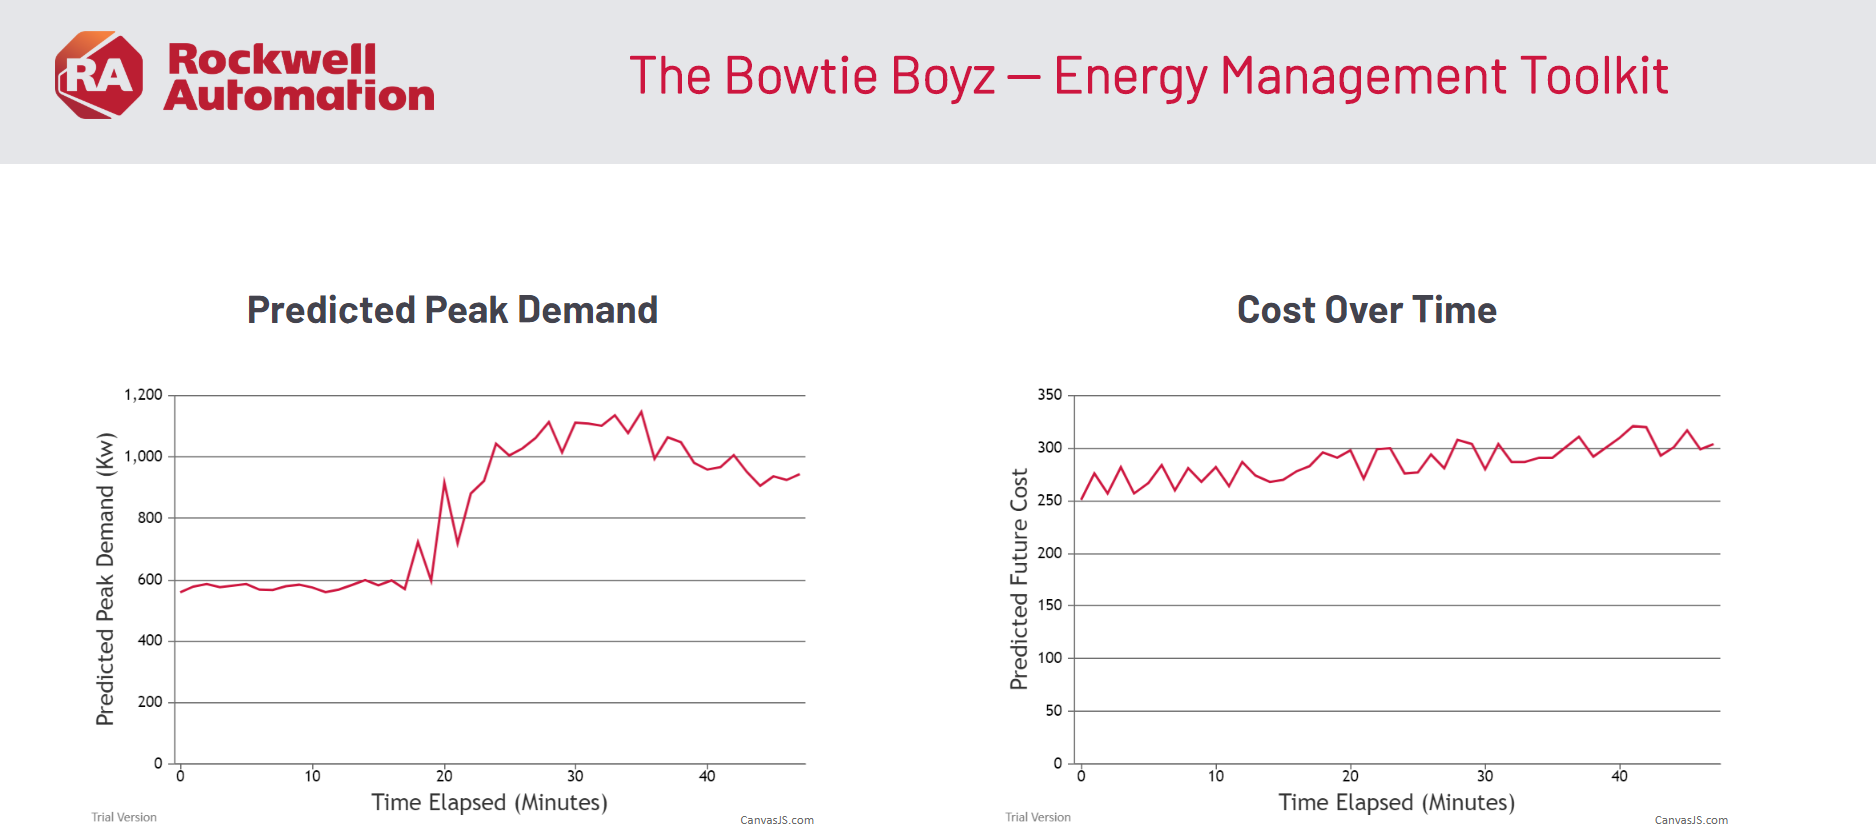 RA
Rockwell
Automation
The Bowtie Boyz — Energy Management Toolkit
Predicted Peak Demand
1,200
1,000
800
600
400
200
0
Predicted Peak Demand (Kw)
0 10 20 30 40
Time Elapsed (Minutes)
Trial Version
CanvasJS.com
Cost Over Time
350
300
250
200
150
100
50
0
Predicted Future Cost
0 10 20 30 40
Time Elapsed (Minutes)
Trial Version
CanvasJS.com